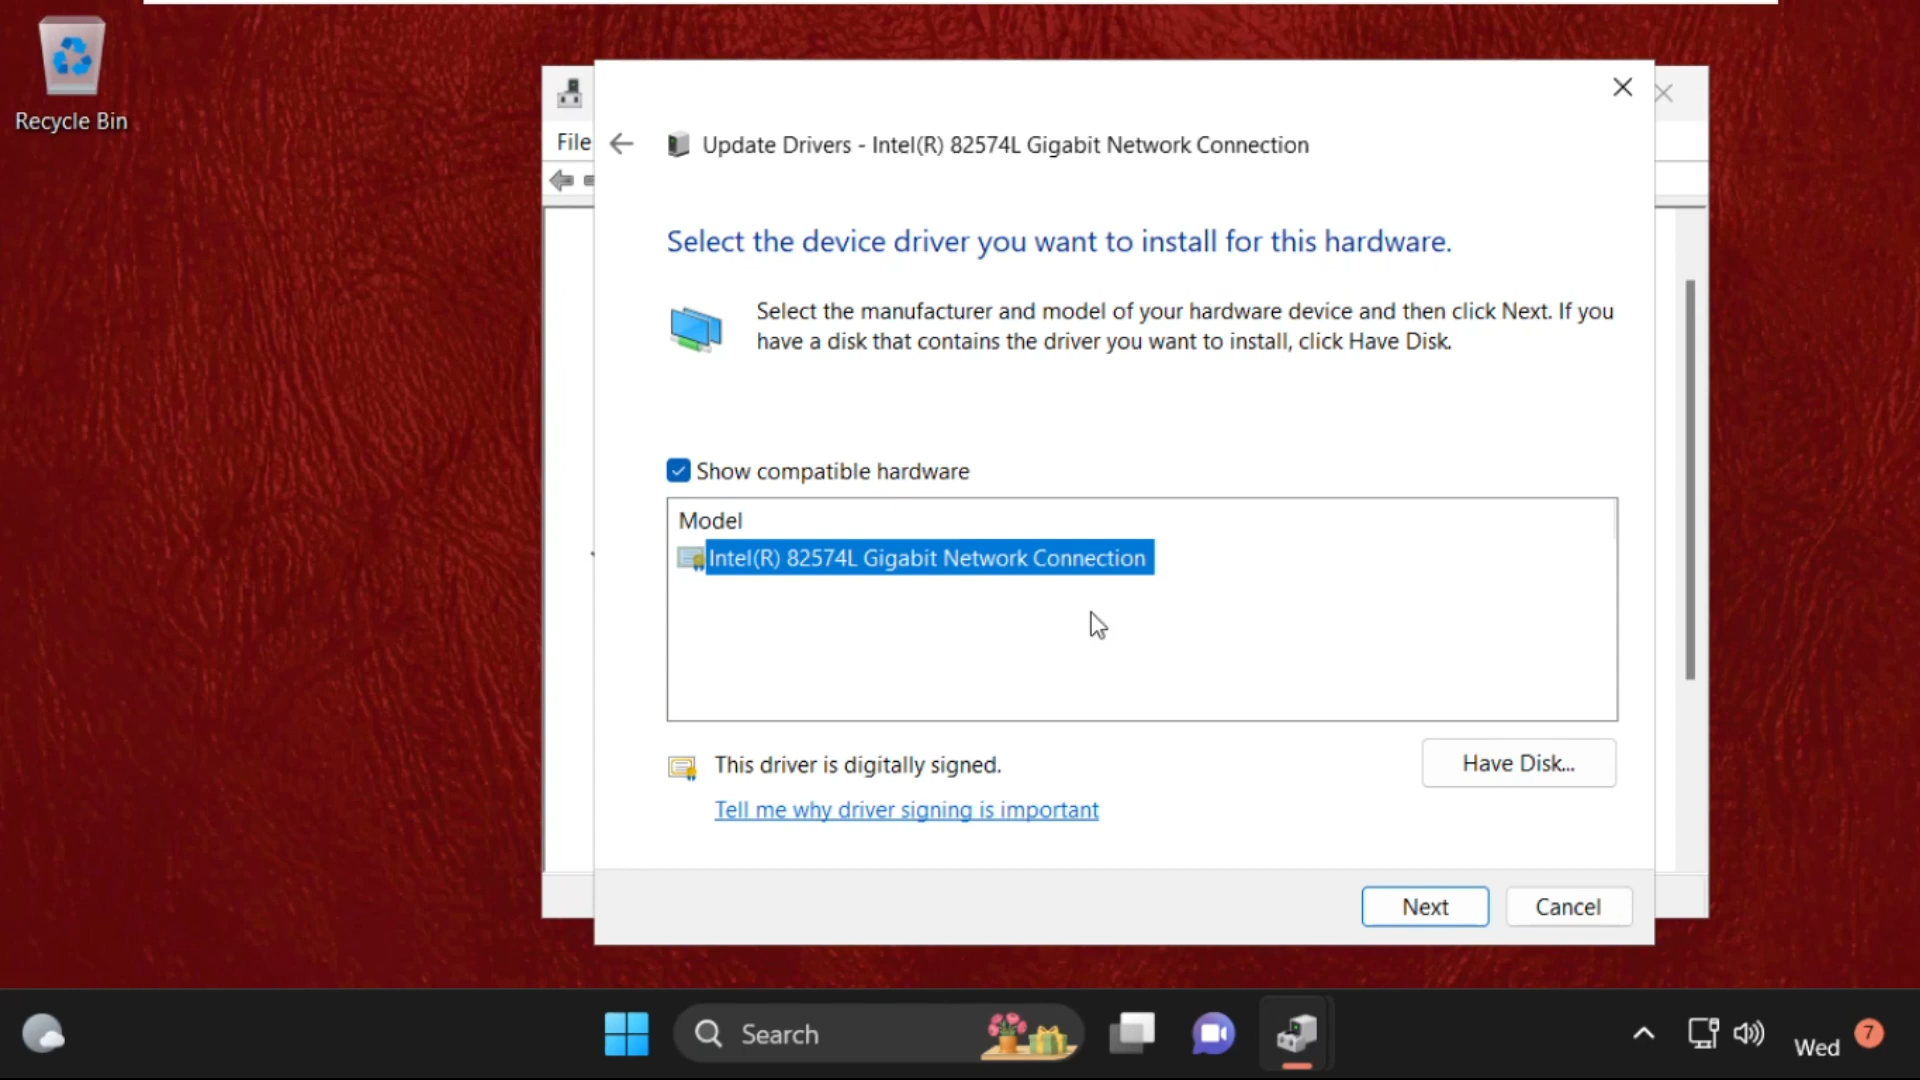 Recycle Bin
File
Update Drivers - Intel(R) 82574L Gigabit Network Connection
Select the device driver you want to install for this hardware.
Select the manufacturer and model of your hardware device and then click Next. If you
have a disk that contains the driver you want to install, click Have Disk.
Show compatible hardware
Model
Intel(R) 82574L Gigabit Network Connection
This driver is digitally signed.
Have Disk...
Tell me why driver signing is important
Next
Cancel
Search
Wed
7